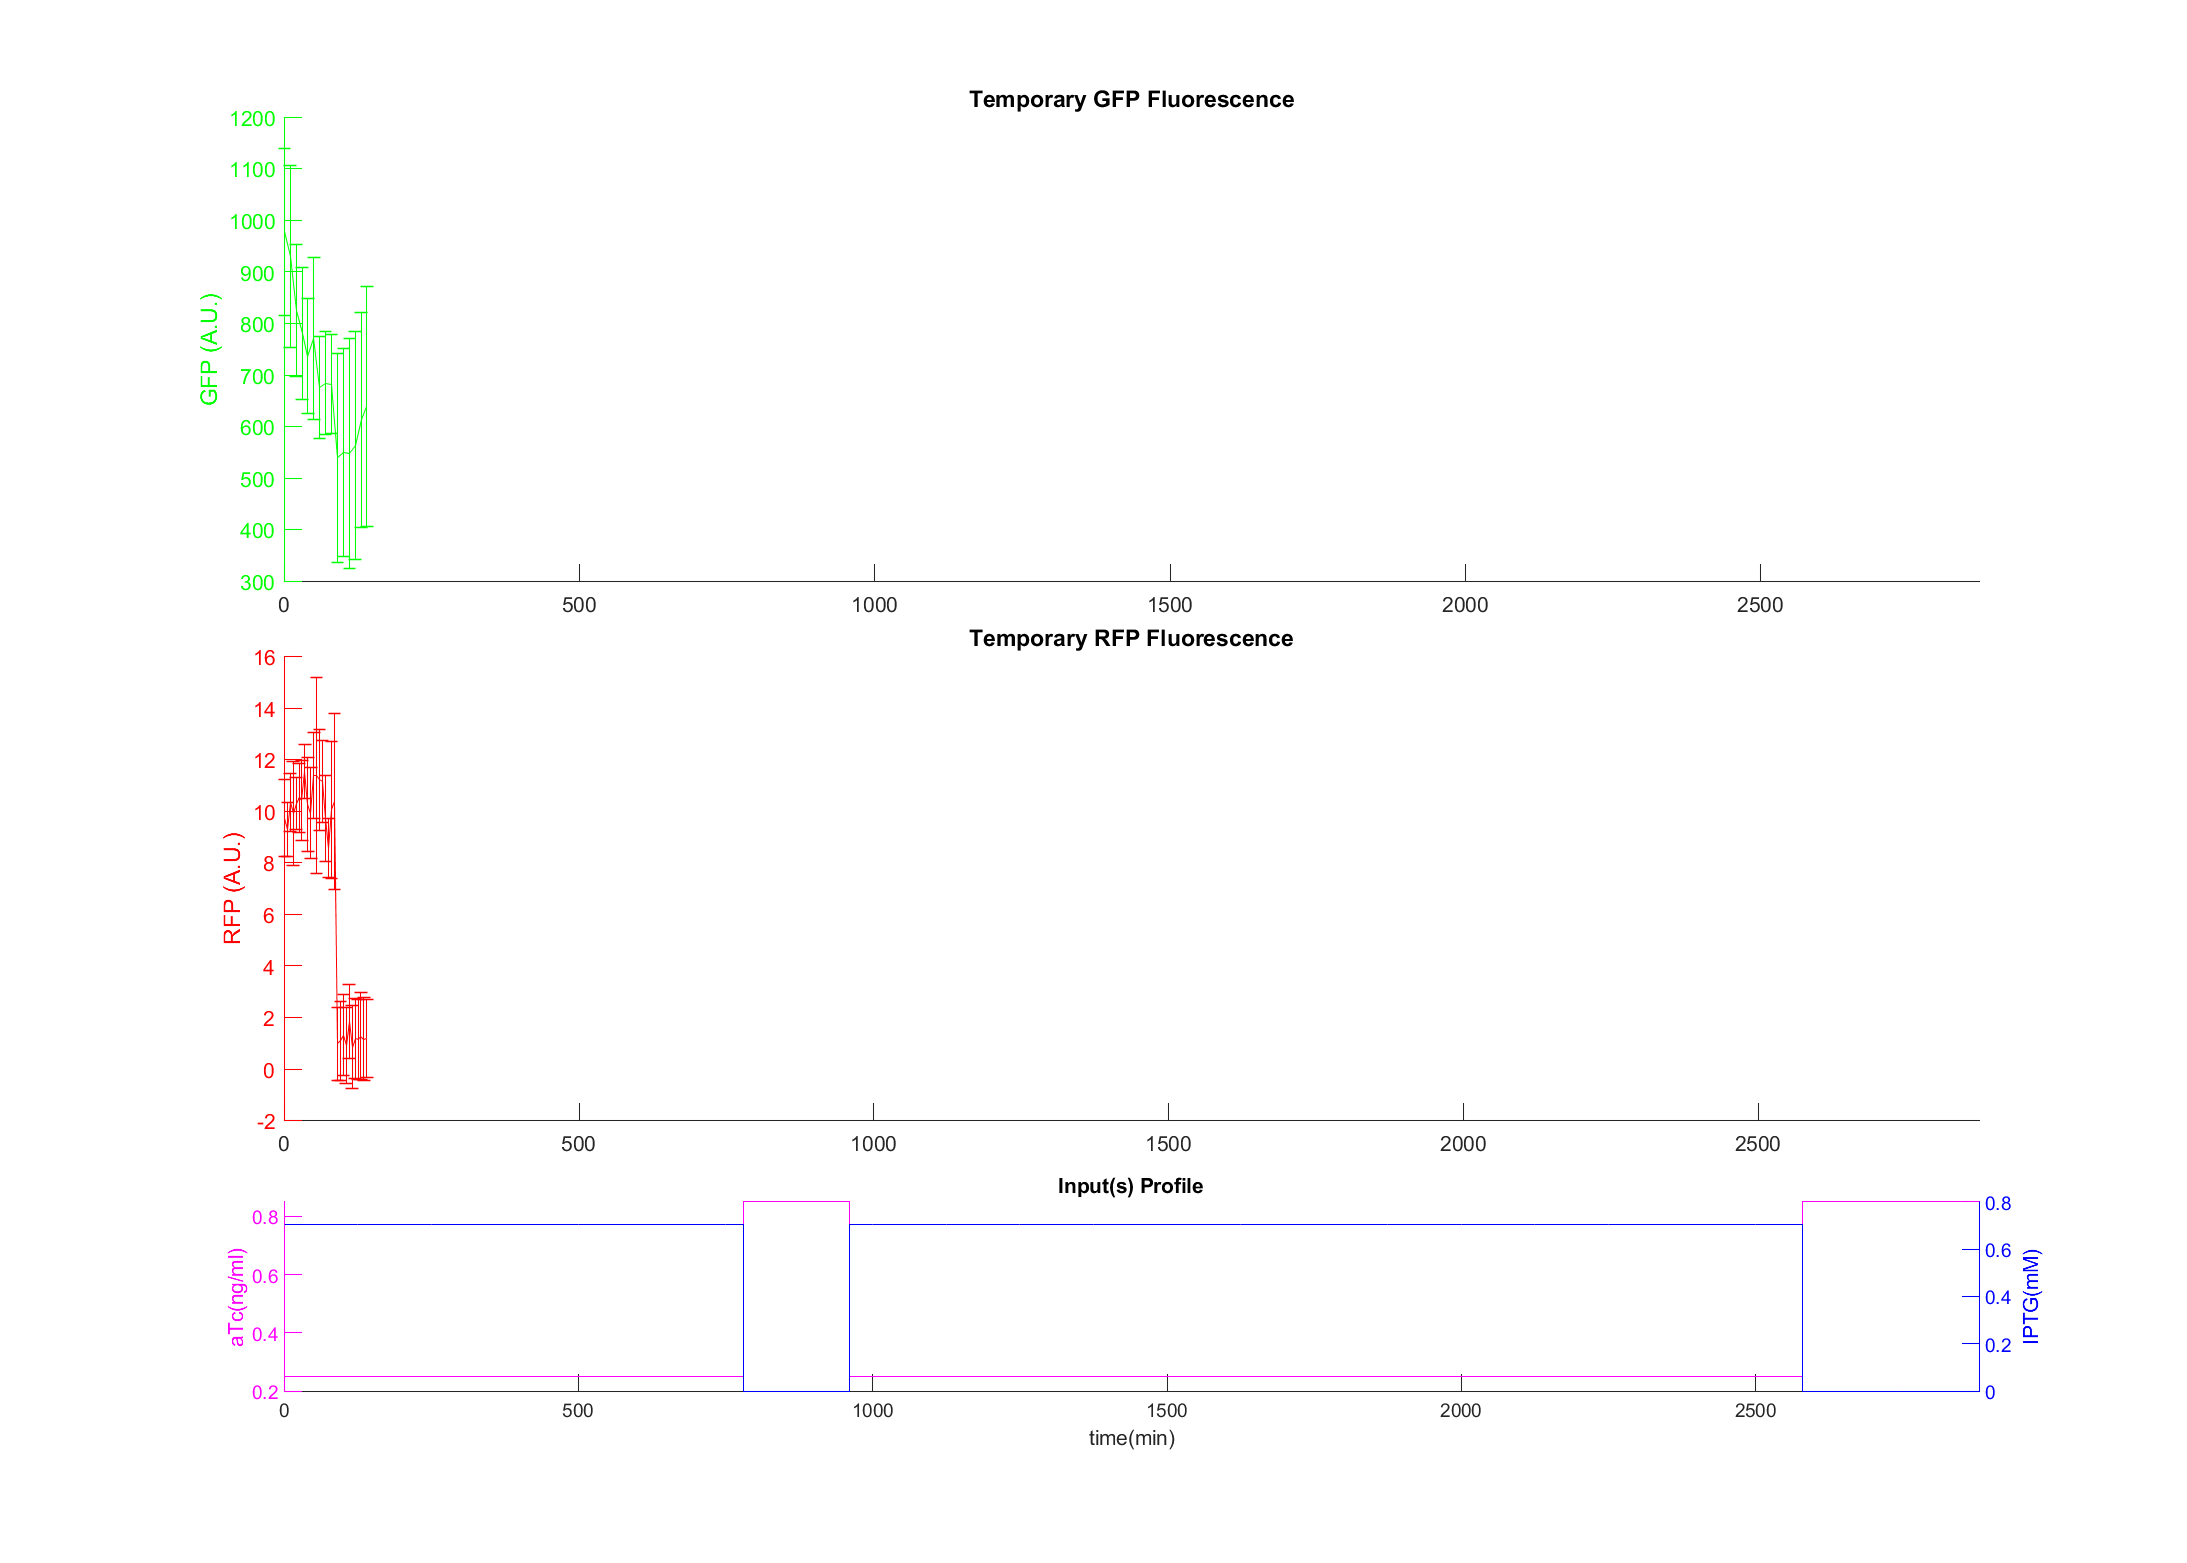 Temporary GFP Fluorescence
1200
1100
1000
900
800
700
600
500
400
300
GFP (A.U.)
0 500 1000 1500 2000 2500
Temporary RFP Fluorescence
16
14
12
10
8
6
4
2
0
-2
RFP (A.U.)
0 500 1000 1500 2000 2500
Input(s) Profile
0.8
0.6
0.4
0.2
aTc(ng/ml)
0.8
0.6
0.4
0.2
0
IPTG(mM)
0 500 1000 1500 2000 2500
time(min)